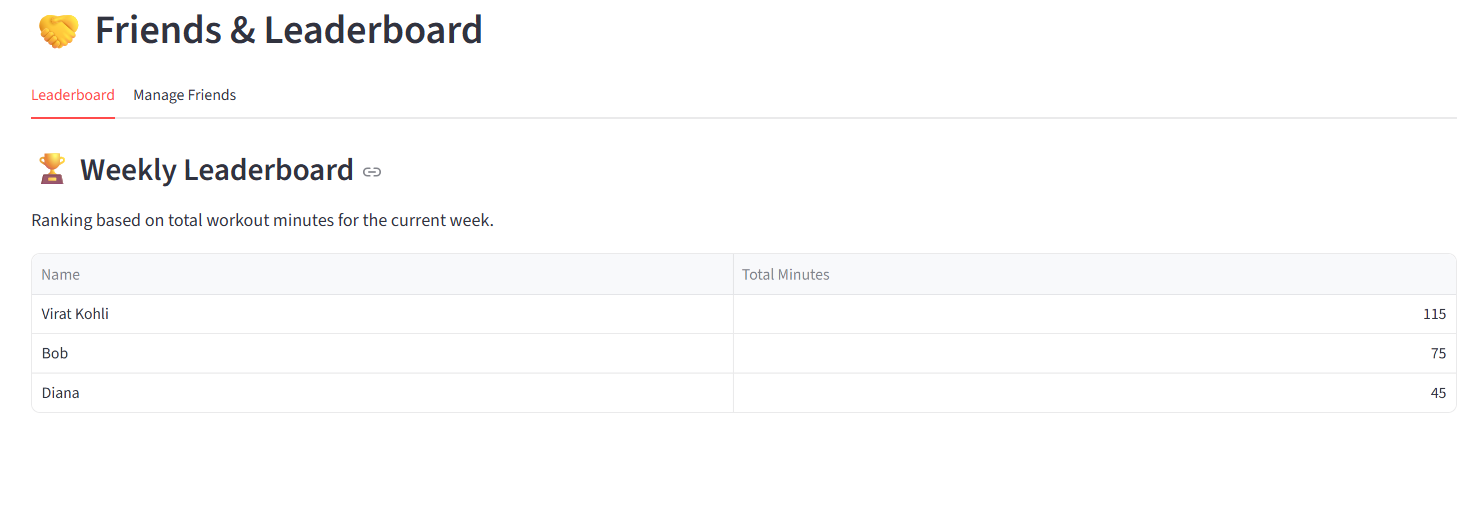 Friends & Leaderboard
Leaderboard Manage Friends
Weekly Leaderboard
Ranking based on total workout minutes for the current week.
Name Total Minutes
Virat Kohli 115
Bob 75
Diana 45